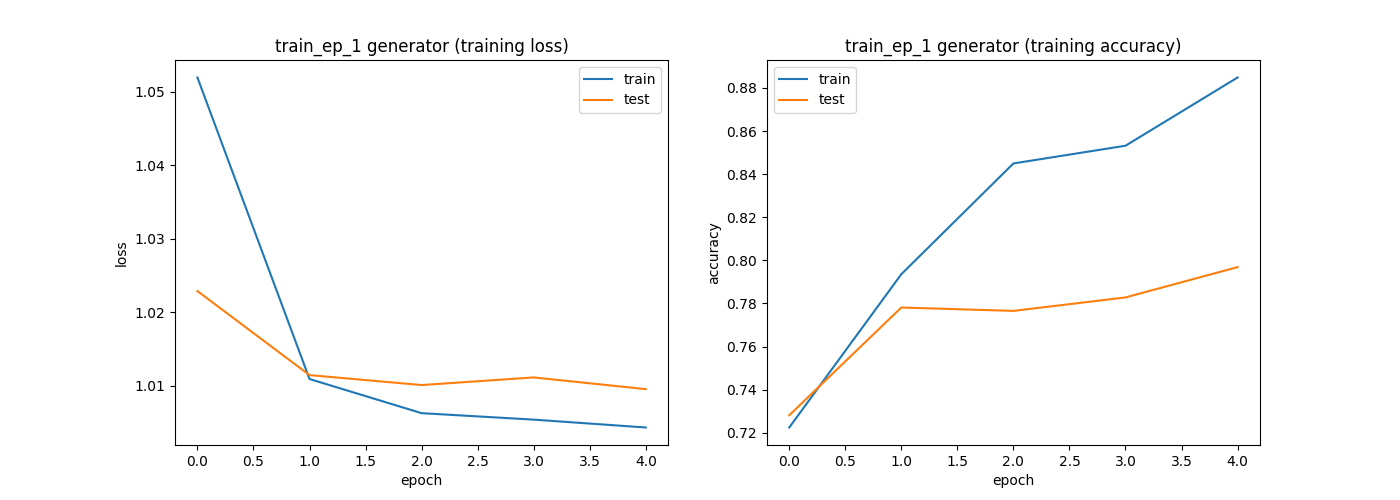 train_ep_1 generator (training loss)
train
test
1.05
1.04
1.03
1.02
1.01
loss
0.0 0.5 1.0 1.5 2.0 2.5 3.0 3.5 4.0
epoch
train_ep_1 generator (training accuracy)
train
test
0.88
0.86
0.84
0.82
0.80
0.78
0.76
0.74
0.72
accuracy
0.0 0.5 1.0 1.5 2.0 2.5 3.0 3.5 4.0
epoch